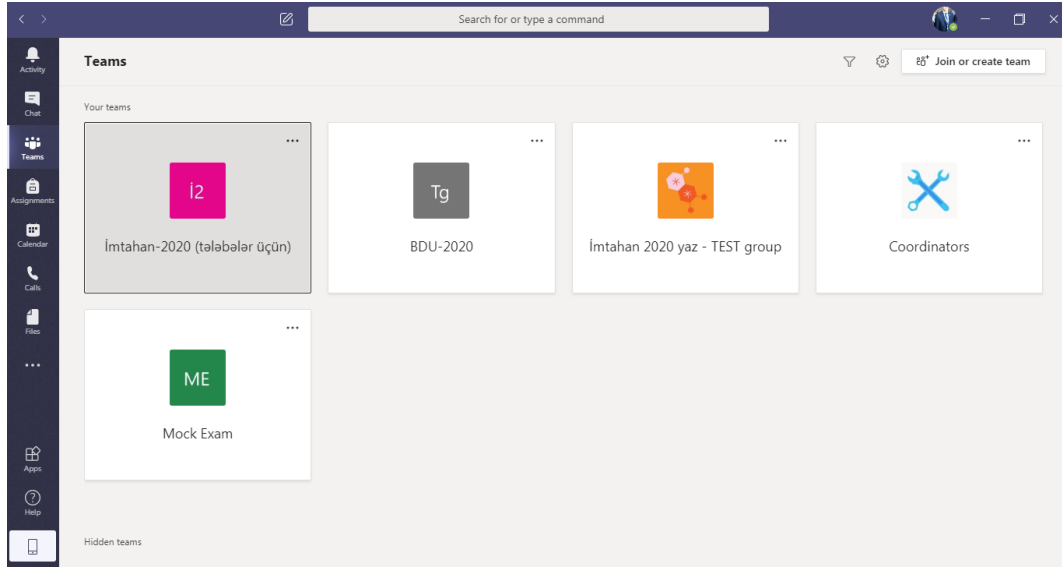 Search for or type a command
Activity
Chat
Teams
Assignments
Calendar
Calls
Files
Apps
Help
Teams
Join or create team
Your teams
İ2
İmtahan-2020 (tələbələr üçün)
Tg
BDU-2020
İmtahan 2020 yaz - TEST group
Coordinators
ME
Mock Exam
Hidden teams